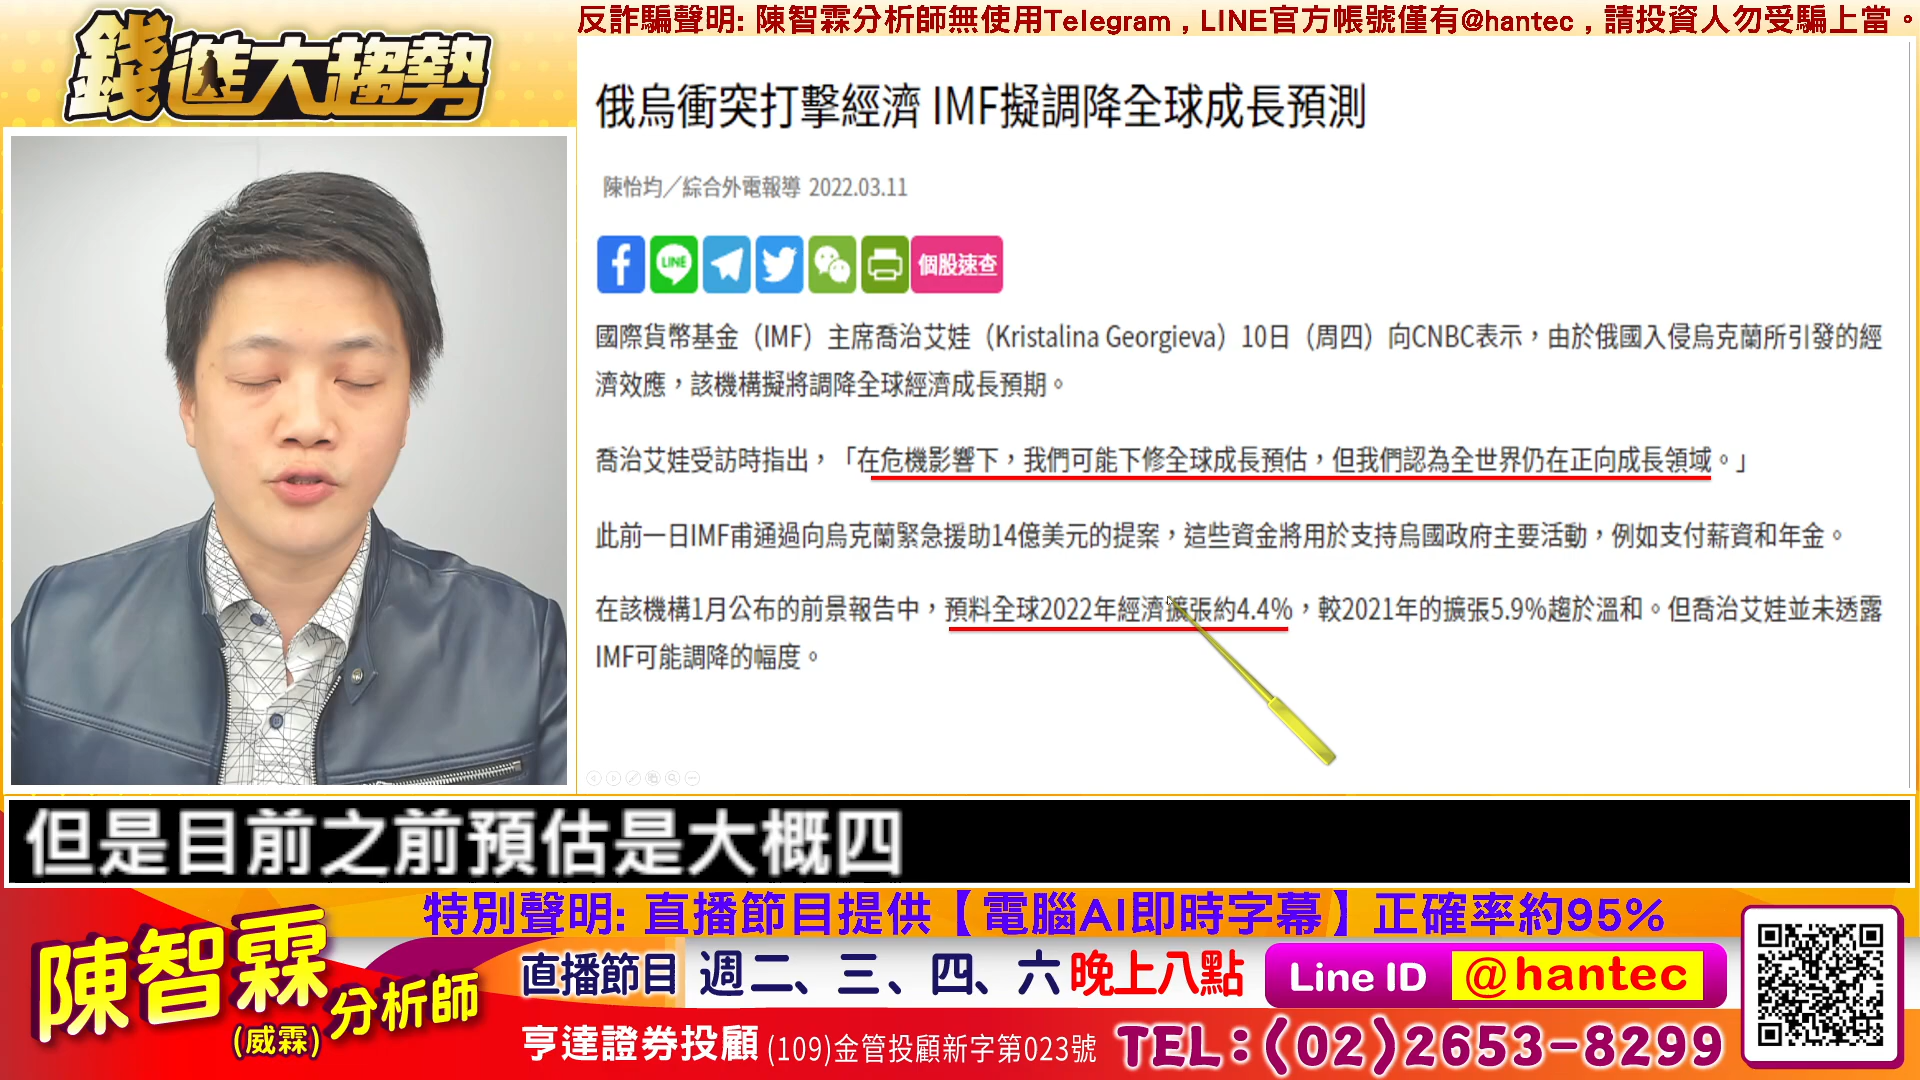 反詐騙聲明: 陳智霖分析師無使用Telegram , LINE官方帳號僅有@hantec , 請投資人勿受騙上當。
錢進大趨勢
俄烏衝突打擊經濟 IMF擬調降全球成長預測
陳怡均／綜合外電報導 2022.03.11
LINE
個股速查
國際貨幣基金（IMF）主席喬治艾娃（Kristalina Georgieva）10日（周四）向CNBC表示，由於俄國入侵烏克蘭所引發的經
濟效應，該機構擬將調降全球經濟成長預期。
喬治艾娃受訪時指出，「在危機影響下，我們可能下修全球成長預估，但我們認為全世界仍在正向成長領域。」
此前一日IMF甫通過向烏克蘭緊急援助14億美元的提案，這些資金將用於支持烏國政府主要活動，例如支付薪資和年金。
在該機構1月公布的前景報告中，預料全球2022年經濟擴張約4.4%，較2021年的擴張5.9%趨於溫和。但喬治艾娃並未透露
IMF可能調降的幅度。
但是目前之前預估是大概四
特別聲明: 直播節目提供【電腦AI即時字幕】正確率約95%
陳智霖
(威霖)
分析師
直播節目 週二、三、四、六 晚上八點
Line ID @hantec
亨達證券投顧 (109)金管投顧新字第023號 TEL:(02)2653-8299